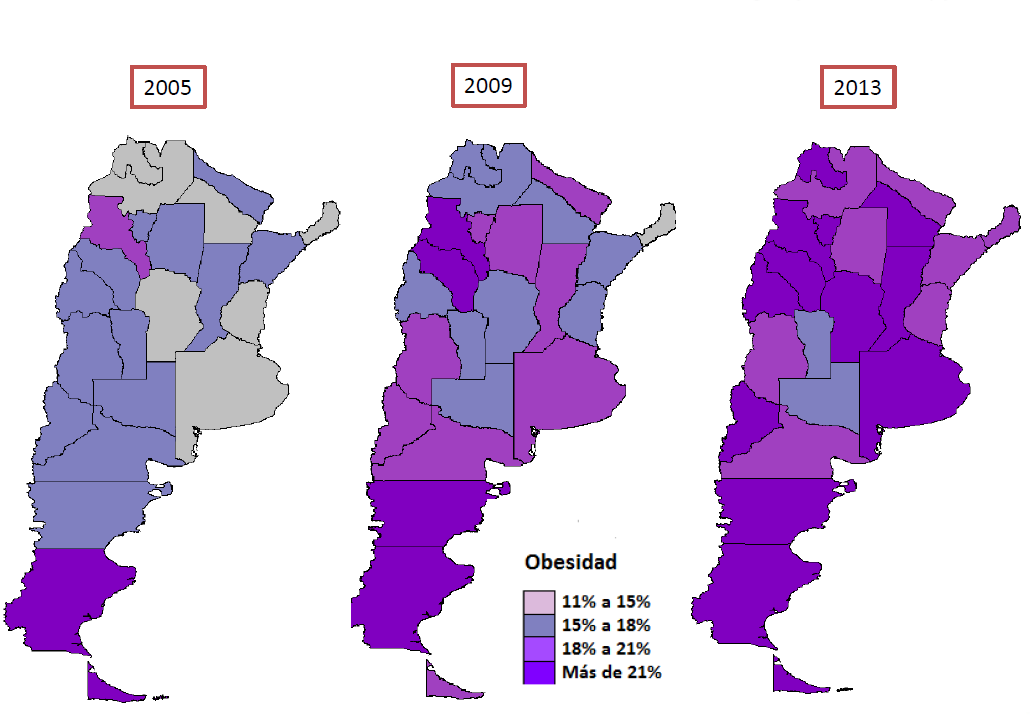 2005
2009
2013
Obesidad
11% a 15%
15% a 18%
18% a 21%
Más de 21%